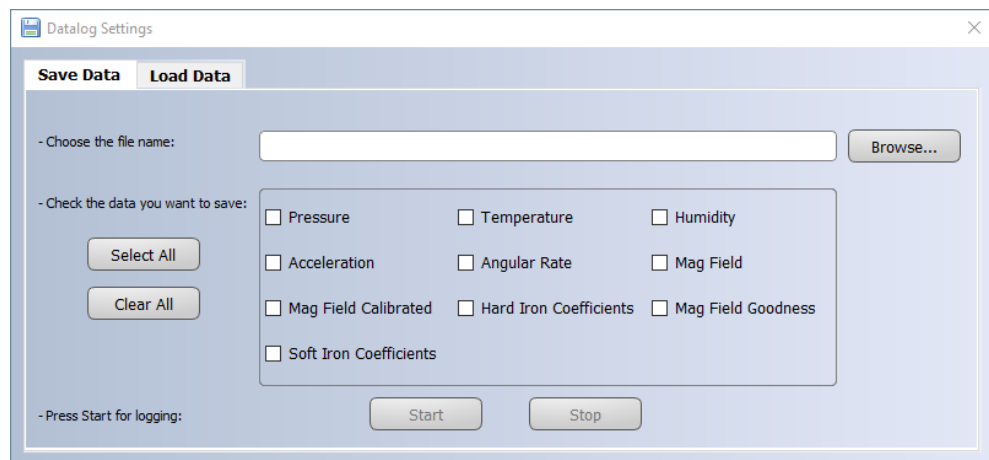 Datalog Settings
Save Data Load Data
- Choose the file name:
Browse...
- Check the data you want to save:
Pressure Temperature Humidity
Select All
Acceleration Angular Rate Mag Field
Clear All
Mag Field Calibrated Hard Iron Coefficients Mag Field Goodness
Soft Iron Coefficients
- Press Start for logging:
Start Stop